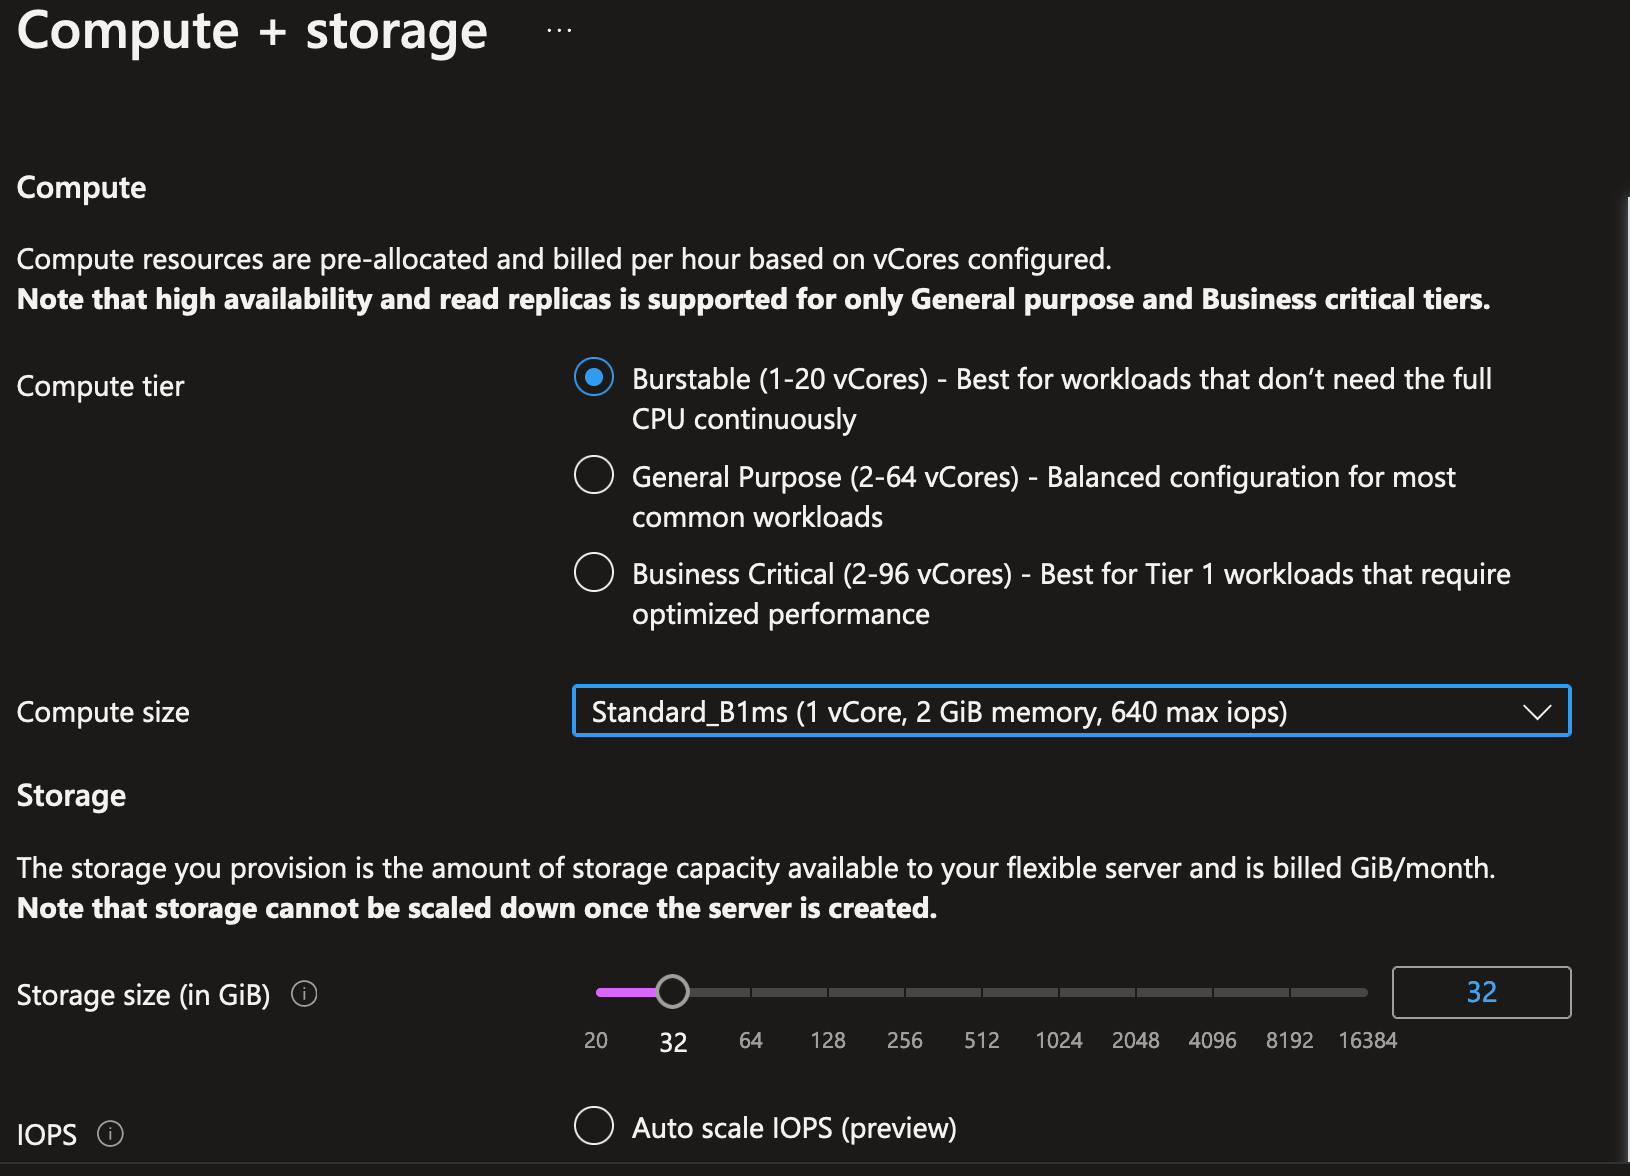 Compute + storage ...
Compute
Compute resources are pre-allocated and billed per hour based on vCores configured.
Note that high availability and read replicas is supported for only General purpose and Business critical tiers.
Compute tier
Burstable (1-20 vCores) - Best for workloads that don’t need the full
CPU continuously
General Purpose (2-64 vCores) - Balanced configuration for most
common workloads
Business Critical (2-96 vCores) - Best for Tier 1 workloads that require
optimized performance
Compute size
Standard_B1ms (1 vCore, 2 GiB memory, 640 max iops)
Storage
The storage you provision is the amount of storage capacity available to your flexible server and is billed GiB/month.
Note that storage cannot be scaled down once the server is created.
Storage size (in GiB)
32
20 32 64 128 256 512 1024 2048 4096 8192 16384
IOPS
Auto scale IOPS (preview)